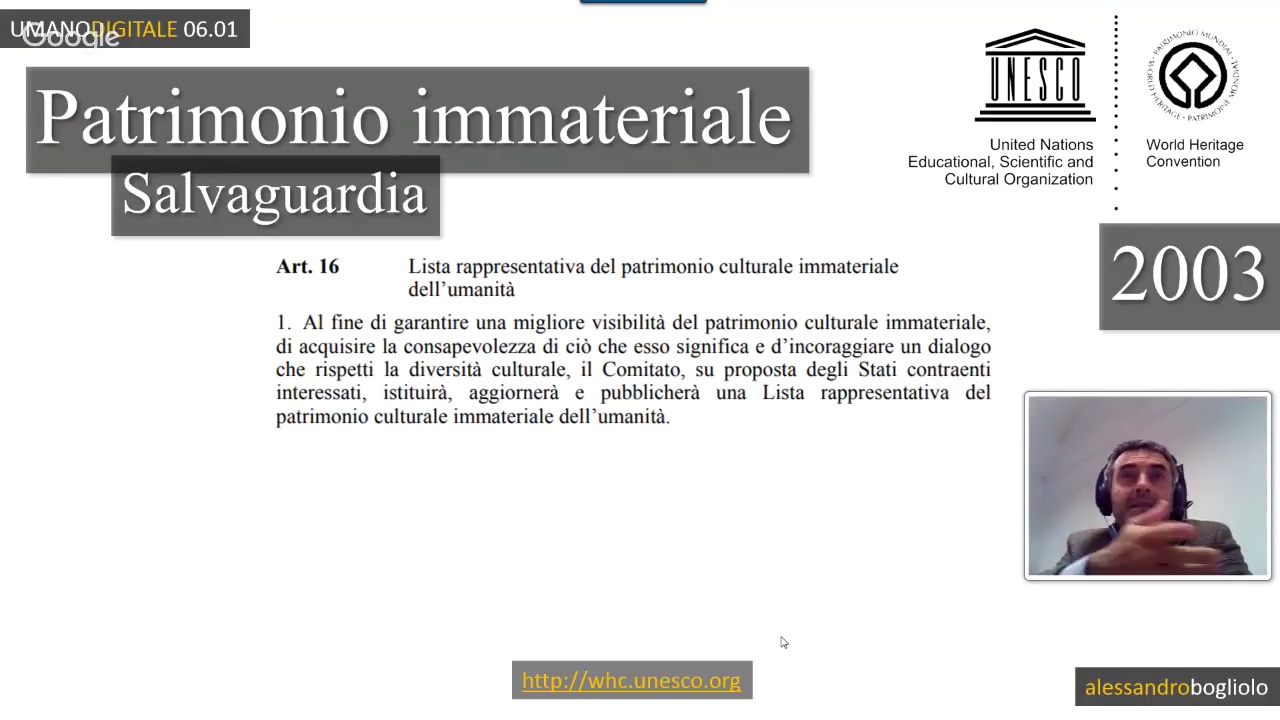 UMANODIGITALE 06.01
Google
Patrimonio immateriale
Salvaguardia
UNESCO
United Nations
Educational, Scientific and
Cultural Organization
WORLD HERITAGE • PATRIMOINE MONDIAL • PATRIMONIO MUNDIAL •
World Heritage
Convention
2003
Art. 16 Lista rappresentativa del patrimonio culturale immateriale
dell’umanità
1. Al fine di garantire una migliore visibilità del patrimonio culturale immateriale,
di acquisire la consapevolezza di ciò che esso significa e d’incoraggiare un dialogo
che rispetti la diversità culturale, il Comitato, su proposta degli Stati contraenti
interessati, istituirà, aggiornerà e pubblicherà una Lista rappresentativa del
patrimonio culturale immateriale dell’umanità.
http://whc.unesco.org
alessandrobogliolo